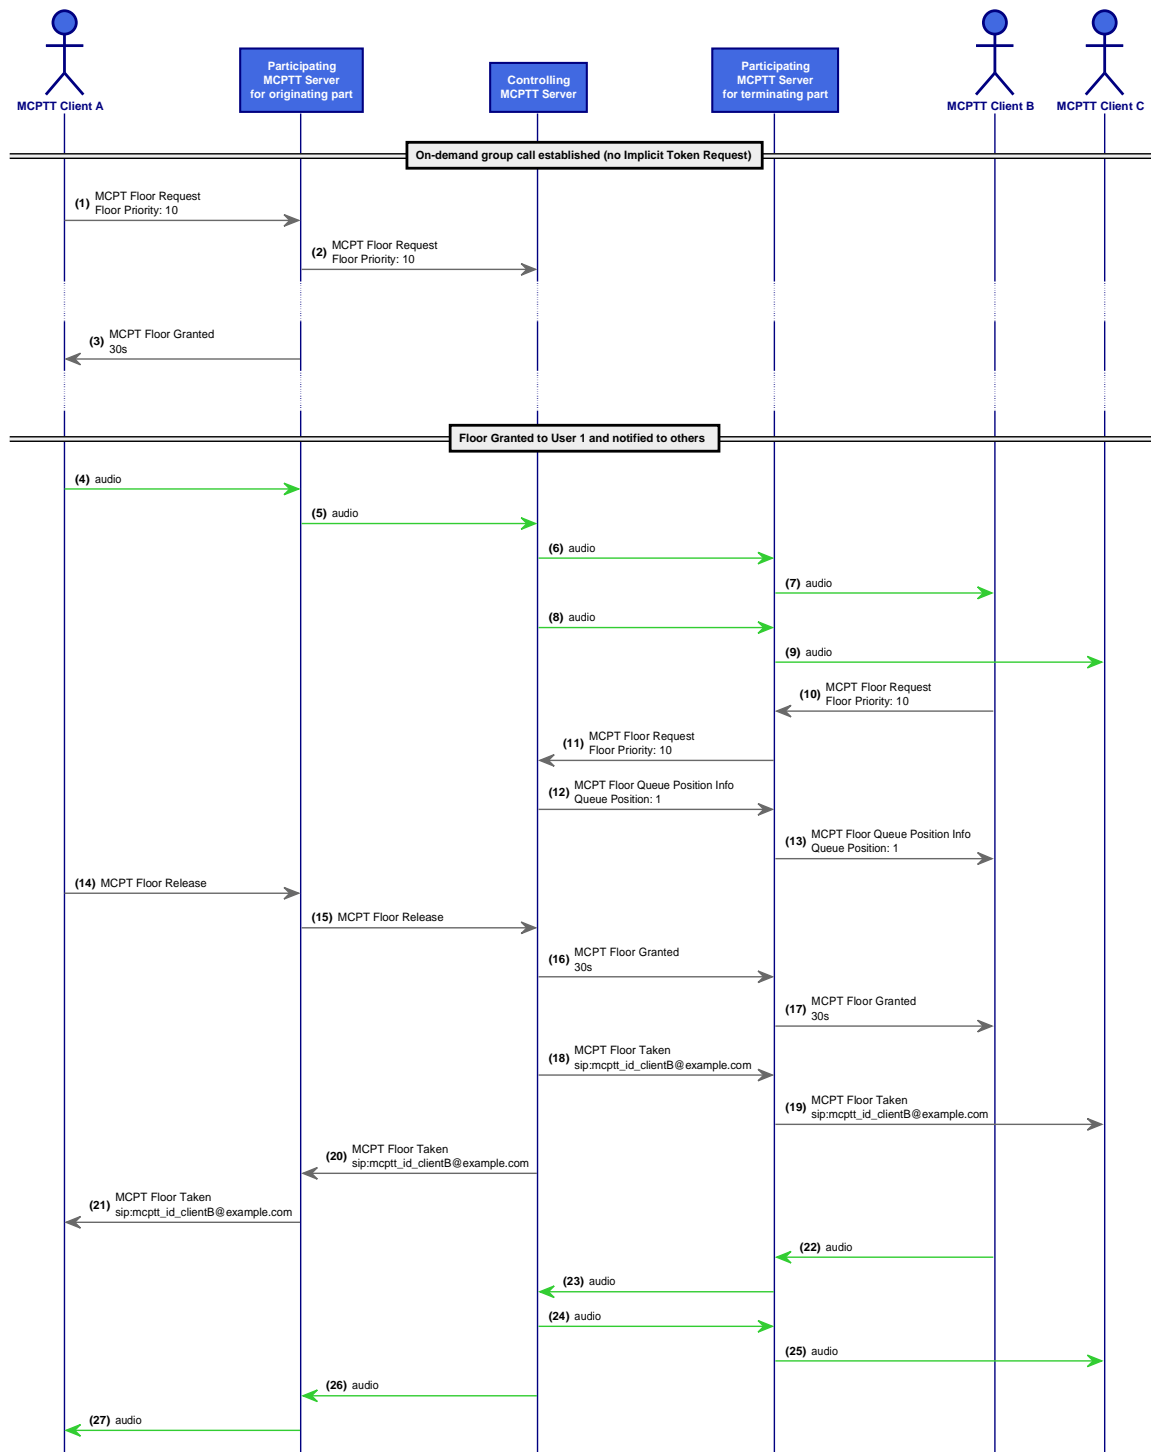 MCPTT Client A
Participating
MCPTT Server
for originating part
Controlling
MCPTT Server
Participating
MCPTT Server
for terminating part
MCPTT Client B
MCPTT Client C
On-demand group call established (no Implicit Token Request)
(1) MCPT Floor Request
Floor Priority: 10
(2) MCPT Floor Request
Floor Priority: 10
(3) MCPT Floor Granted
30s
Floor Granted to User 1 and notified to others
(4) audio
(5) audio
(6) audio
(7) audio
(8) audio
(9) audio
(10) MCPT Floor Request
Floor Priority: 10
(11) MCPT Floor Request
Floor Priority: 10
(12) MCPT Floor Queue Position Info
Queue Position: 1
(13) MCPT Floor Queue Position Info
Queue Position: 1
(14) MCPT Floor Release
(15) MCPT Floor Release
(16) MCPT Floor Granted
30s
(17) MCPT Floor Granted
30s
(18) MCPT Floor Taken
sip:mcptt_id_clientB@example.com
(19) MCPT Floor Taken
sip:mcptt_id_clientB@example.com
(20) MCPT Floor Taken
sip:mcptt_id_clientB@example.com
(21) MCPT Floor Taken
sip:mcptt_id_clientB@example.com
(22) audio
(23) audio
(24) audio
(25) audio
(26) audio
(27) audio